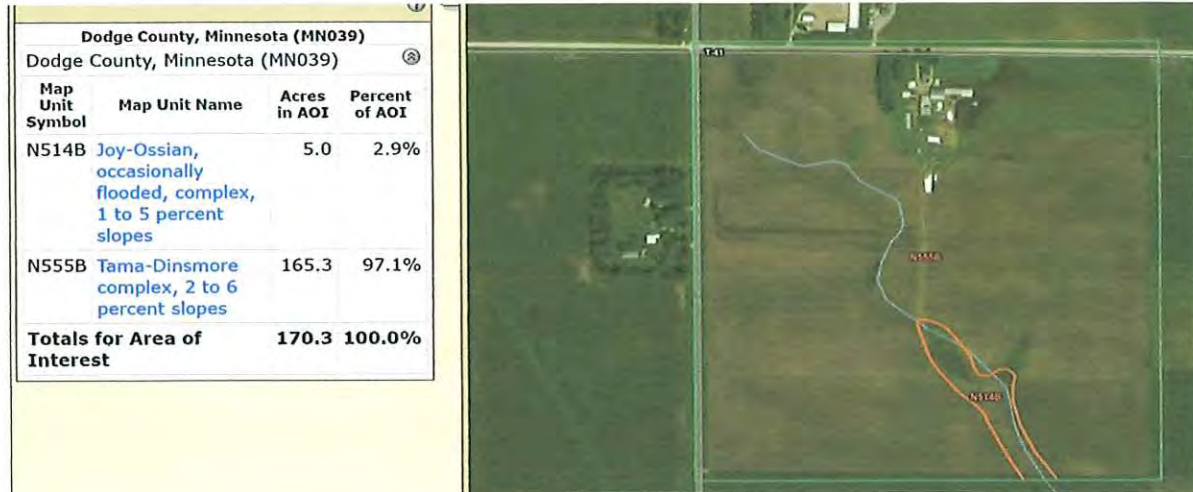 Dodge County, Minnesota (MN039)
Dodge County, Minnesota (MN039)
Map Unit Symbol
Map Unit Name
Acres in AOI
Percent of AOI
N514B
Joy-Ossian,
occasionally
flooded, complex,
1 to 5 percent
slopes
5.0
2.9%
N555B
Tama-Dinsmore
complex, 2 to 6
percent slopes
165.3
97.1%
Totals for Area of
Interest
170.3
100.0%
T-41
N555B
N514B